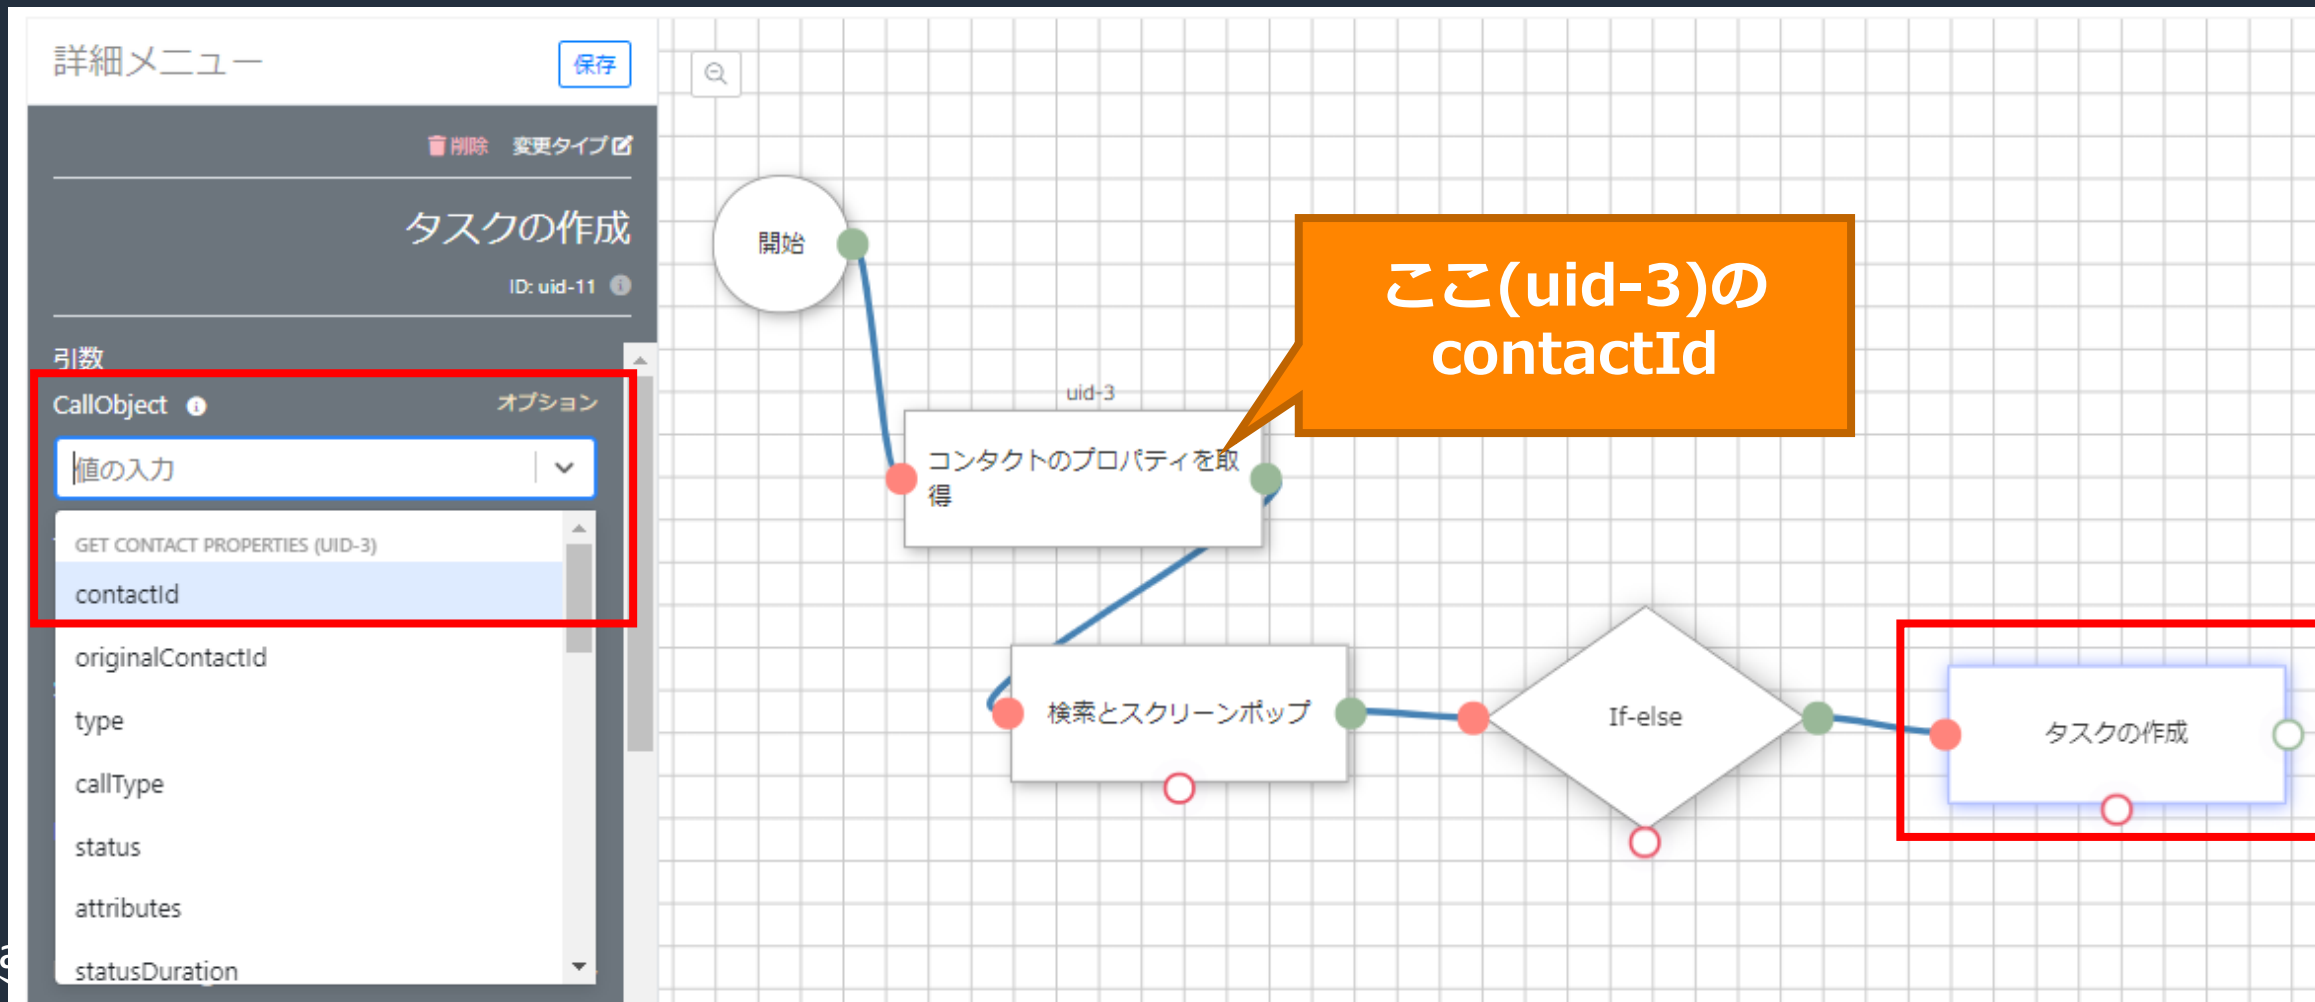 詳細メニュー
保存
削除 変更タイプ
タスクの作成
ID: uid-11
引数
CallObject オプション
値の入力
GET CONTACT PROPERTIES (UID-3)
contactId
originalContactId
type
callType
status
attributes
statusDuration
開始
ここ(uid-3)の
contactId
uid-3
コンタクトのプロパティを取
得
検索とスクリーンポップ
If-else
タスクの作成